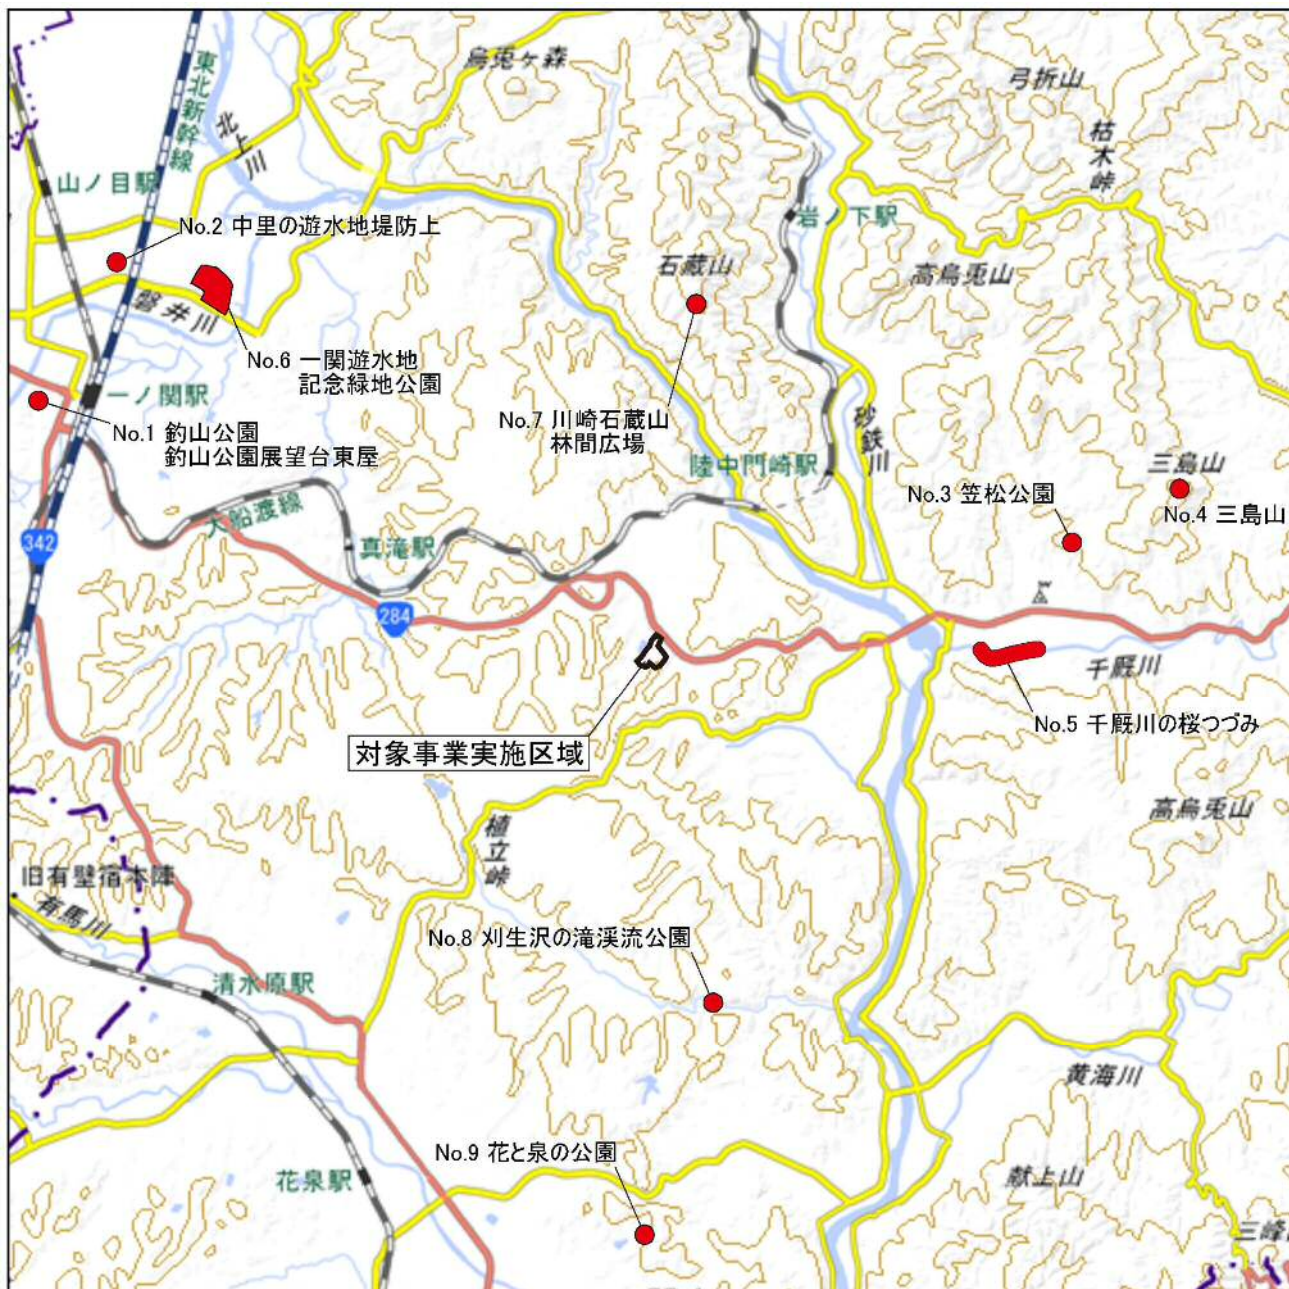 烏兎ヶ森
弓折山
東北新幹線
北上川
枯木峠
山ノ目駅
岩ノ下駅
No.2 中里の遊水地堤防上
石蔵山
高烏兎山
磐井川
No.6 一関遊水地
記念緑地公園
一ノ関駅
No.1 釣山公園
釣山公園展望台東屋
No.7 川崎石蔵山
林間広場
砂鉄川
陸中門崎駅
三島山
No.3 笠松公園
No.4 三島山
大船渡線
342
真滝駅
284
千厩川
No.5 千厩川の桜つづみ
対象事業実施区域
高烏兎山
植立峠
旧有壁宿本陣
有馬川
No.8 刈生沢の滝渓流公園
清水原駅
黄海川
No.9 花と泉の公園
花泉駅
献上山
三峰